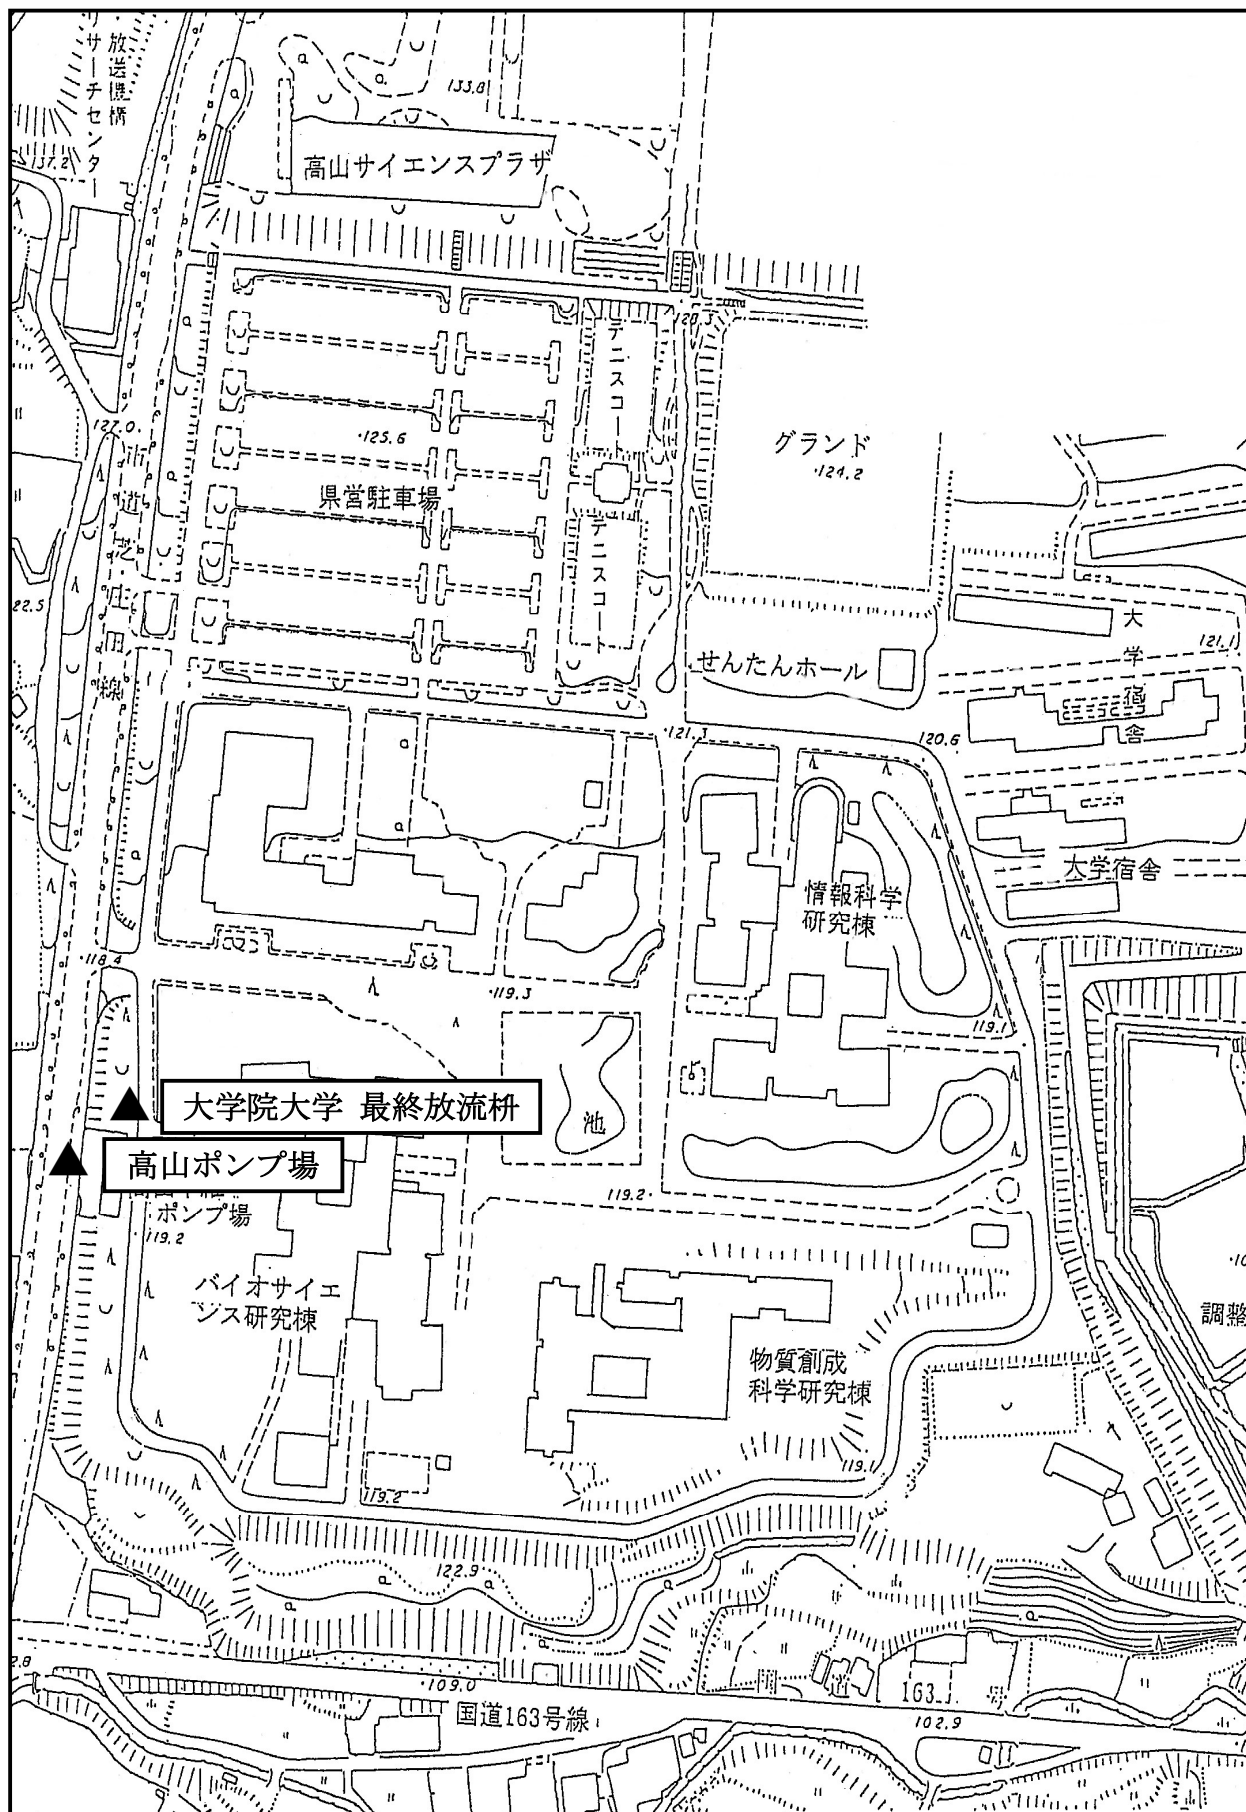 放送機構
リサーチセンター
133.8
137.2
高山サイエンスプラザ
テニスコート
127.0
125.6
グランド
124.2
県営駐車場
テニスコート
市道芝庄田線
22.5
大学宿舎
121.1
せんたんホール
121.3
120.6
大学宿舎
情報科学
研究棟
118.4
119.3
119.1
大学院大学 最終放流枡
池
高山ポンプ場
ポンプ場
119.2
119.2
バイオサイエ
ンス研究棟
調整
物質創成
科学研究棟
119.1
119.2
122.9
2.8
109.0
163
国道163号線
102.9